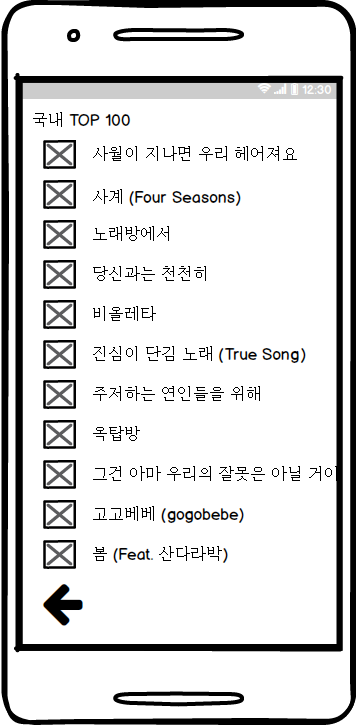 12:30
국내 TOP 100
사월이 지나면 우리 헤어져요
사계 (Four Seasons)
노래방에서
당신과는 천천히
비올레타
진심이 단김 노래 (True Song)
주저하는 연인들을 위해
옥탑방
그건 아마 우리의 잘못은 아닐 거야
고고베베 (gogobebe)
봄 (Feat. 산다라박)